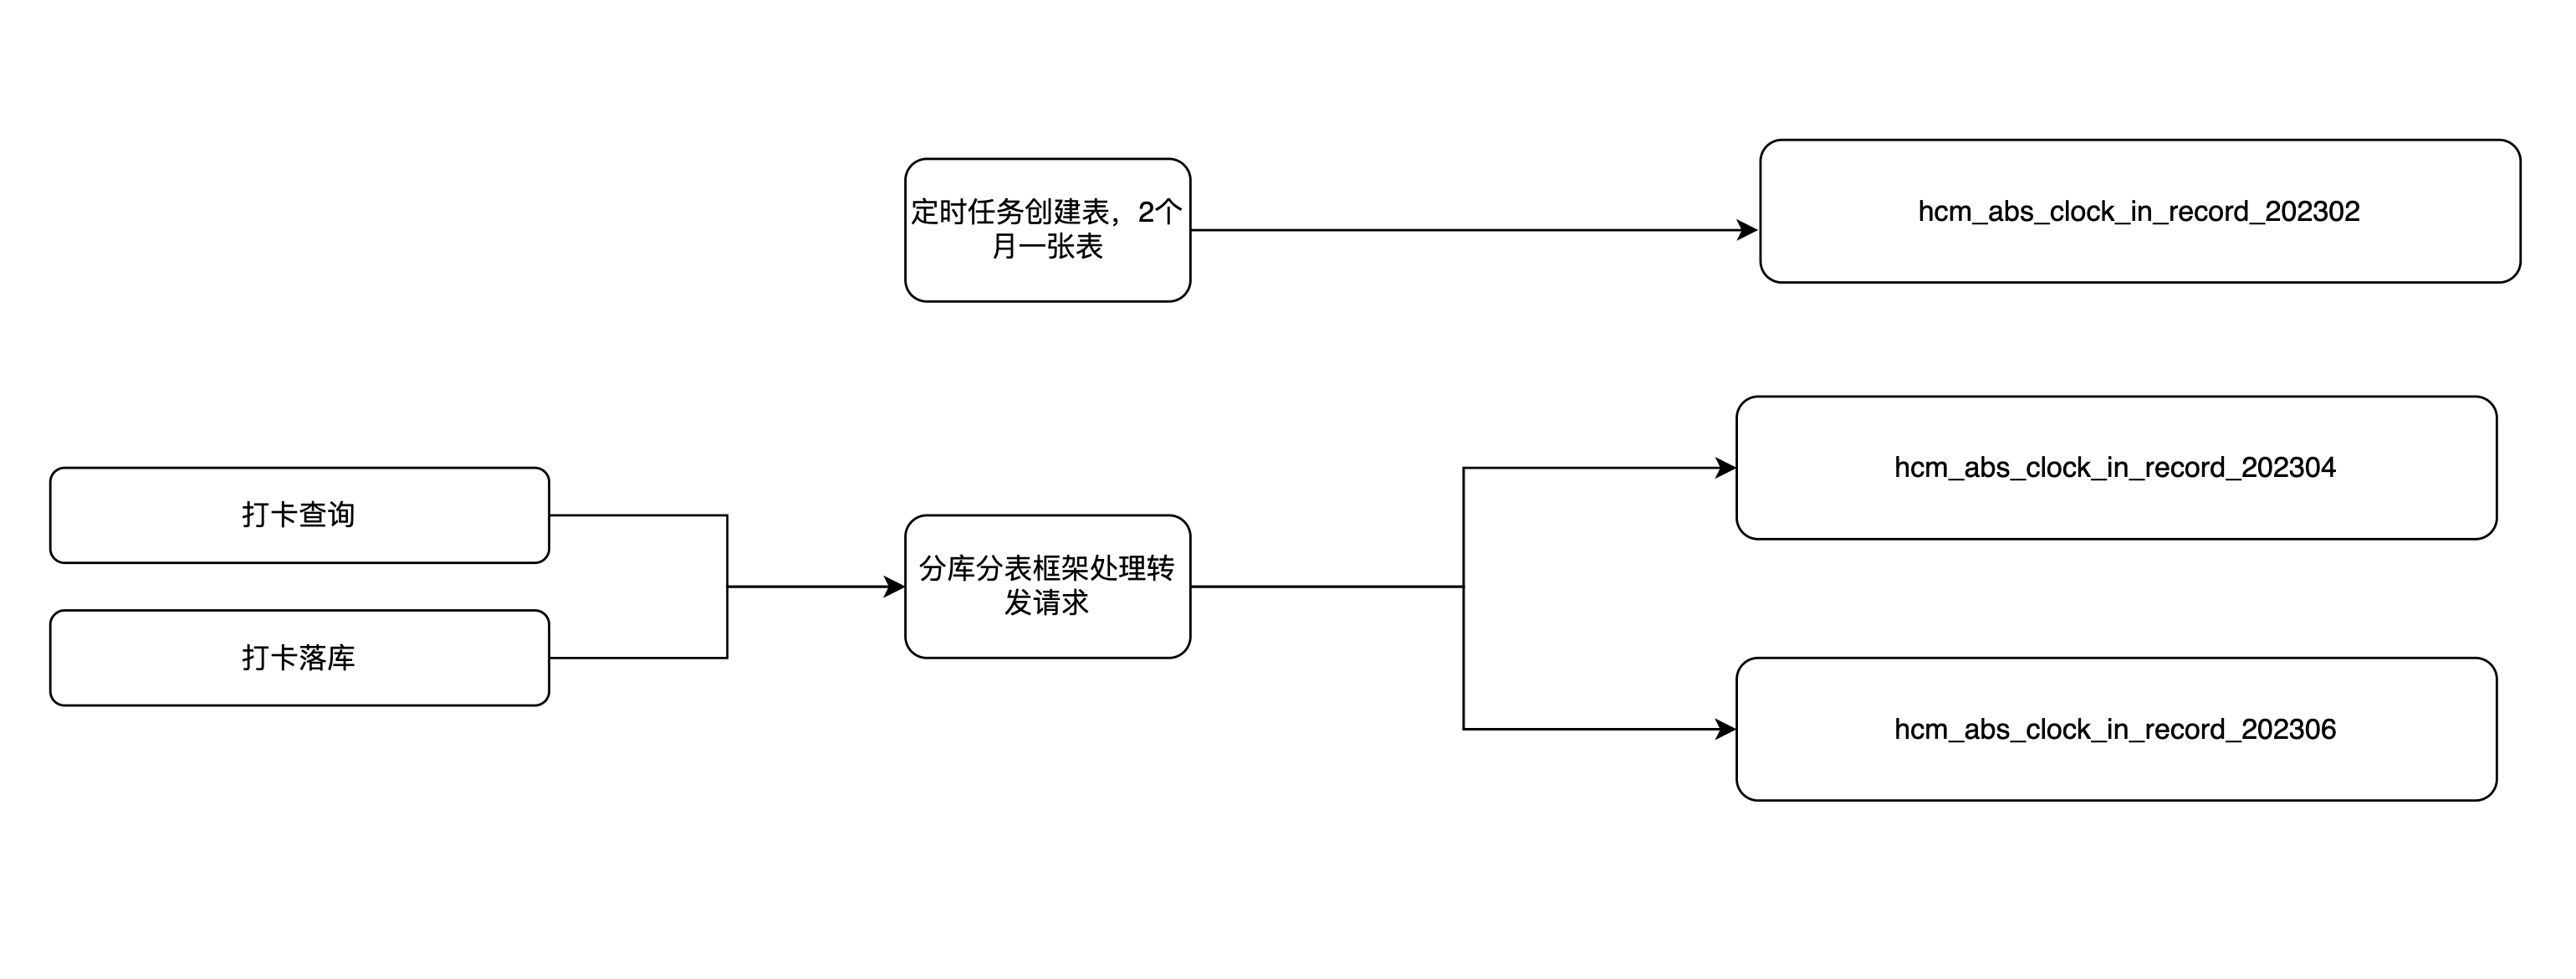 定时任务创建表，2个
月一张表
hcm_abs_clock_in_record_202302
打卡查询
打卡落库
分库分表框架处理转
发请求
hcm_abs_clock_in_record_202304
hcm_abs_clock_in_record_202306